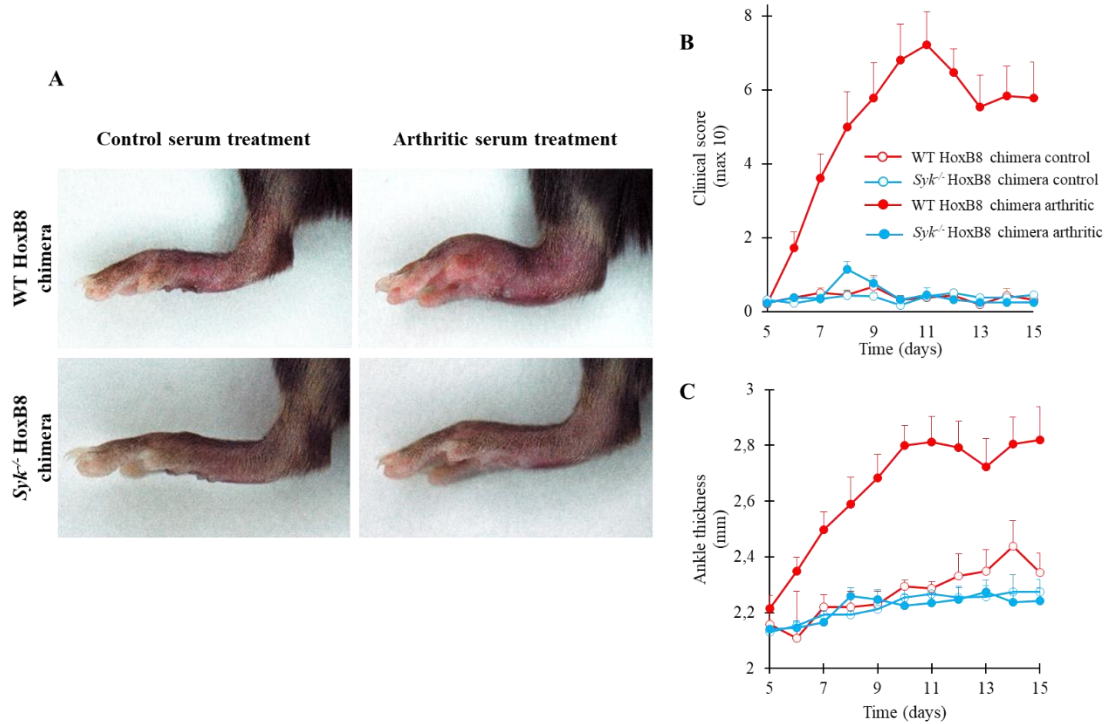 A
Control serum treatment
Arthritic serum treatment
WT HoxB8
chimera
Syk-/- HoxB8
chimera
B
8
6
4
2
0
5
7
9
11
13
15
Clinical score
(max 10)
Time (days)
WT HoxB8 chimera control
Syk-/- HoxB8 chimera control
WT HoxB8 chimera arthritic
Syk-/- HoxB8 chimera arthritic
C
3
2,8
2,6
2,4
2,2
2
5
7
9
11
13
15
Ankle thickness
(mm)
Time (days)